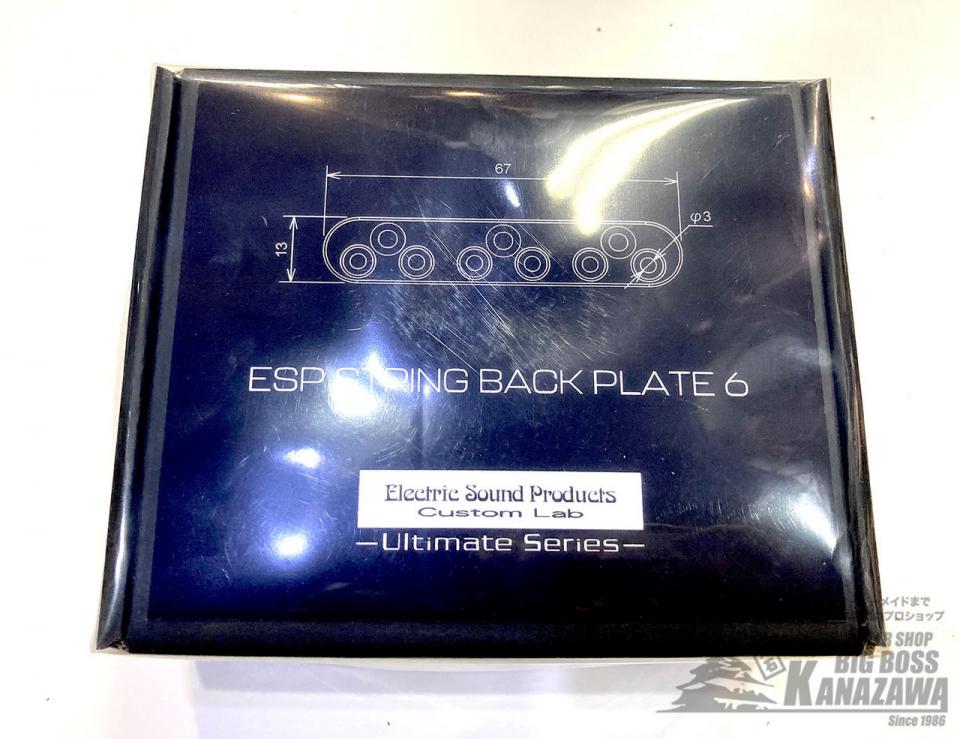 67
13
φ3
ESP STRING BACK PLATE 6
Electric Sound Products
Custom Lab
—Ultimate Series—
メイドまで
プロショップ
SHOP
BIG BOSS
KANAZAWA
Since 1986